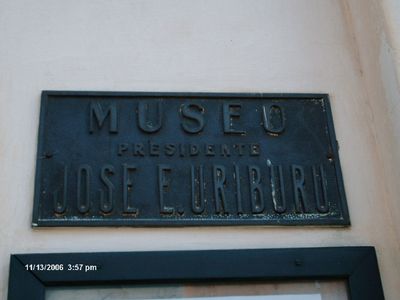 MUSEO
PRESIDENTE
JOSE E. URIBURU
11/13/2006 3:57 pm